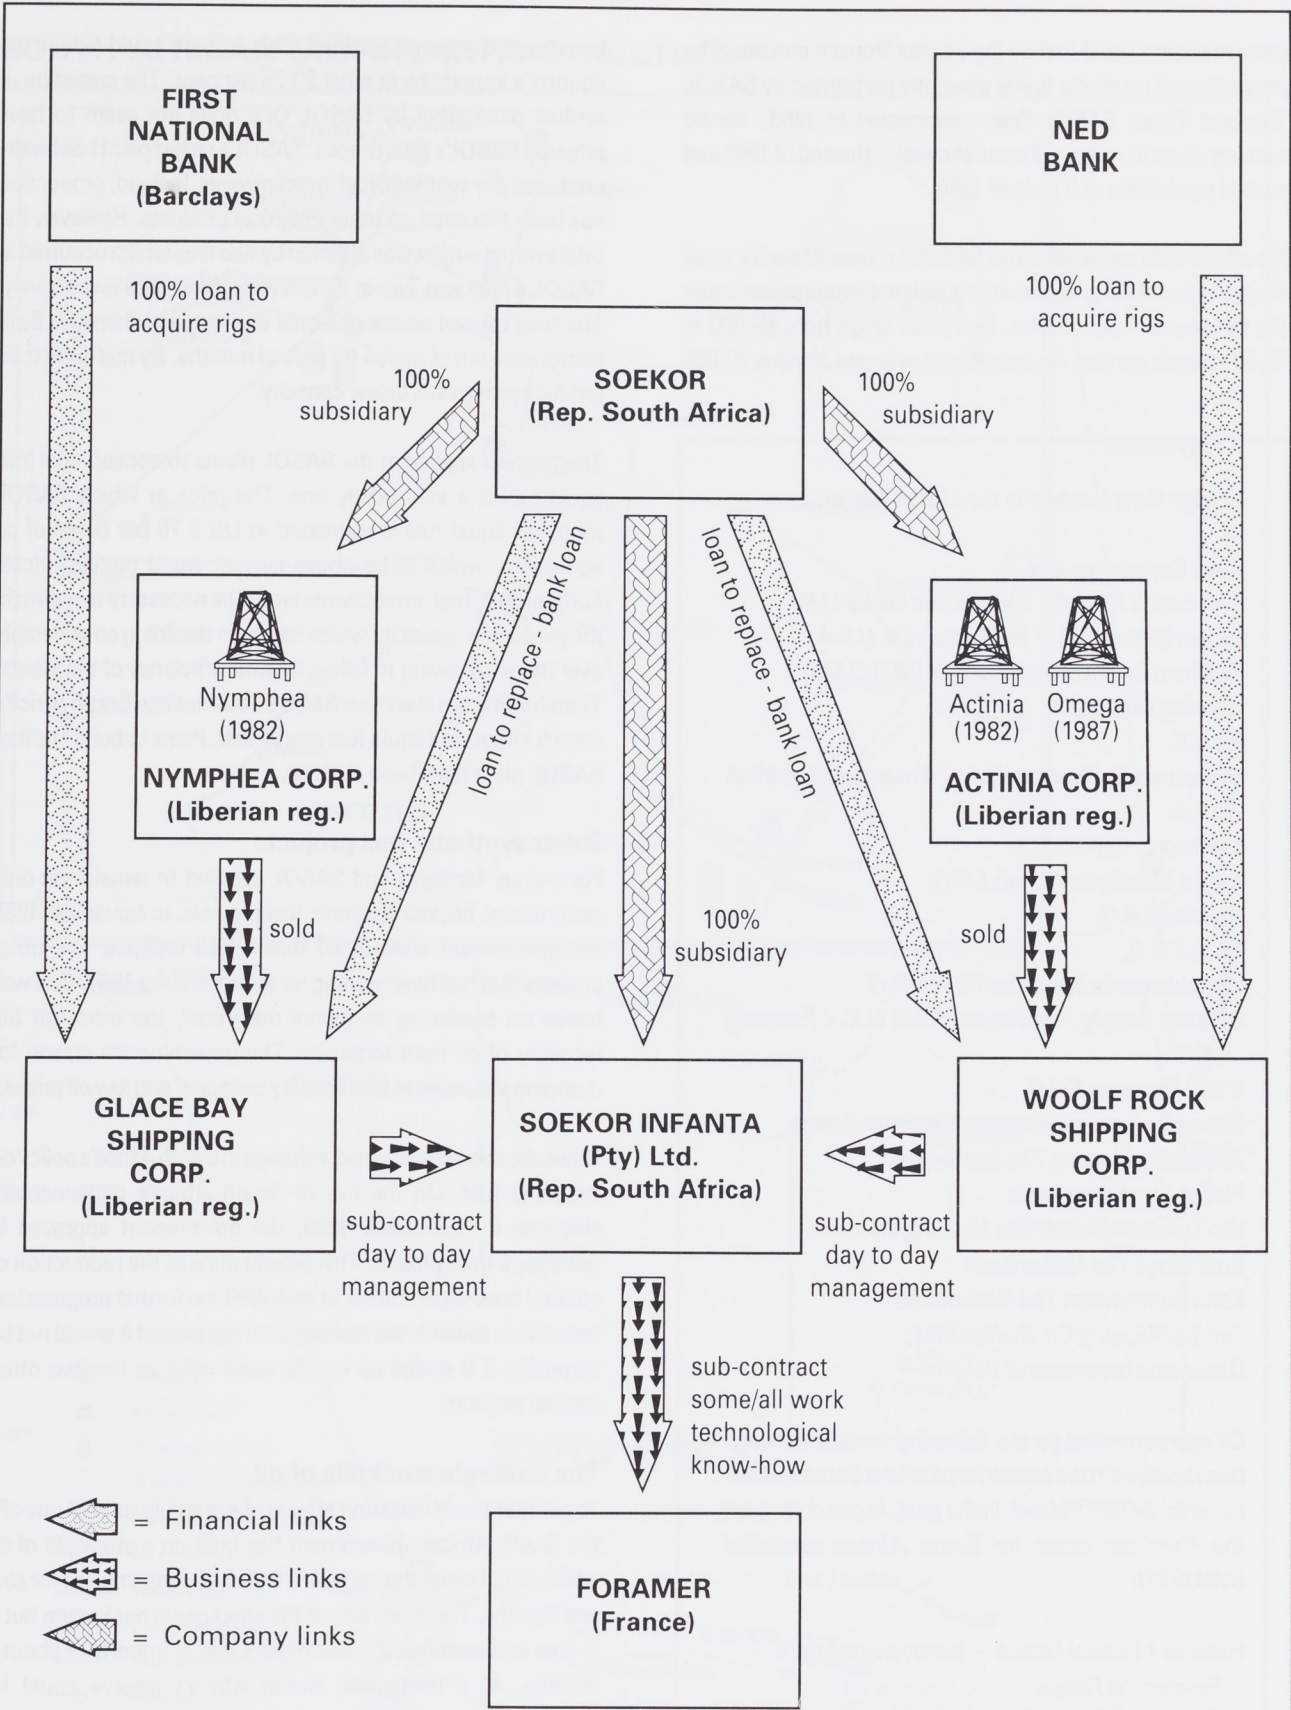 FIRST
NATIONAL
BANK
(Barclays)
NED
BANK
100% loan to
acquire rigs
100% loan to
acquire rigs
SOEKOR
(Rep. South Africa)
100%
subsidiary
100%
subsidiary
loan to replace - bank loan
loan to replace - bank loan
Nymphea
(1982)
NYMPHEA CORP.
(Liberian reg.)
Actinia Omega
(1982) (1987)
ACTINIA CORP.
(Liberian reg.)
sold
100%
subsidiary
sold
GLACE BAY
SHIPPING
CORP.
(Liberian reg.)
SOEKOR INFANTA
(Pty) Ltd.
(Rep. South Africa)
WOOLF ROCK
SHIPPING
CORP.
(Liberian reg.)
sub-contract
day to day
management
sub-contract
day to day
management
sub-contract
some/all work
technological
know-how
= Financial links
= Business links
= Company links
FORAMER
(France)